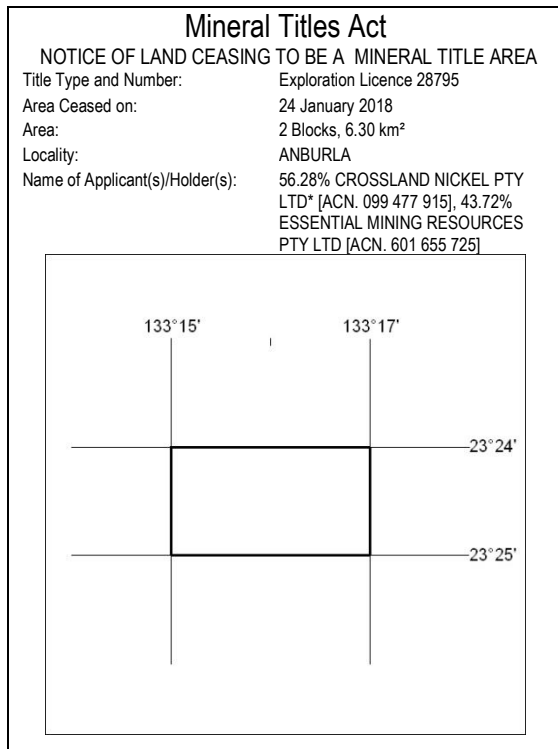 Mineral Titles Act
NOTICE OF LAND CEASING TO BE A MINERAL TITLE AREA
Title Type and Number: Exploration Licence 28795
Area Ceased on: 24 January 2018
Area: 2 Blocks, 6.30 km²
Locality: ANBURLA
Name of Applicant(s)/Holder(s): 56.28% CROSSLAND NICKEL PTY
LTD* [ACN. 099 477 915], 43.72%
ESSENTIAL MINING RESOURCES
PTY LTD [ACN. 601 655 725]
133°15' 133°17'
23°24'
23°25'